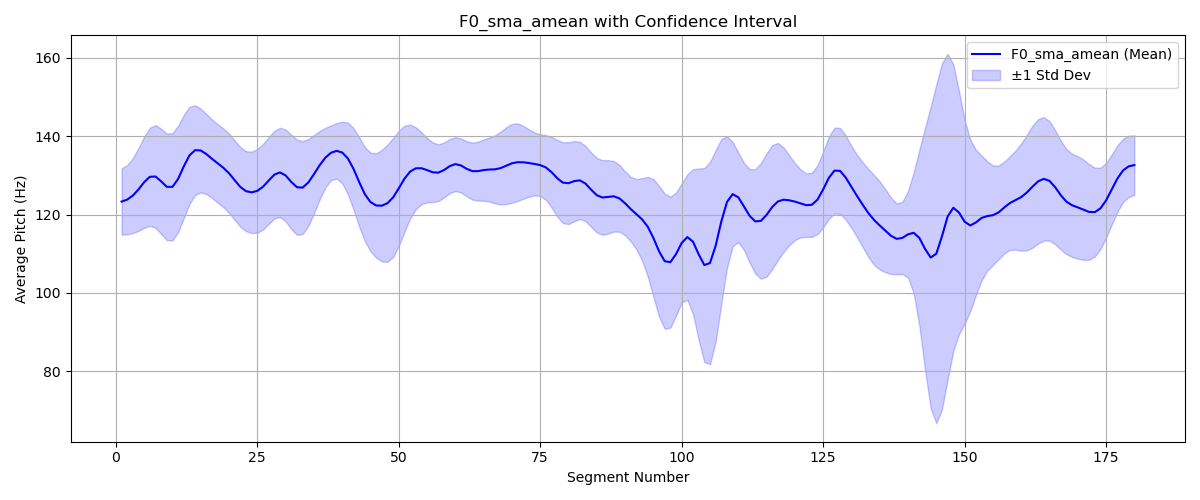 F0_sma_amean with Confidence Interval
F0_sma_amean (Mean)
±1 Std Dev
Average Pitch (Hz)
160
140
120
100
80
0 25 50 75 100 125 150 175
Segment Number